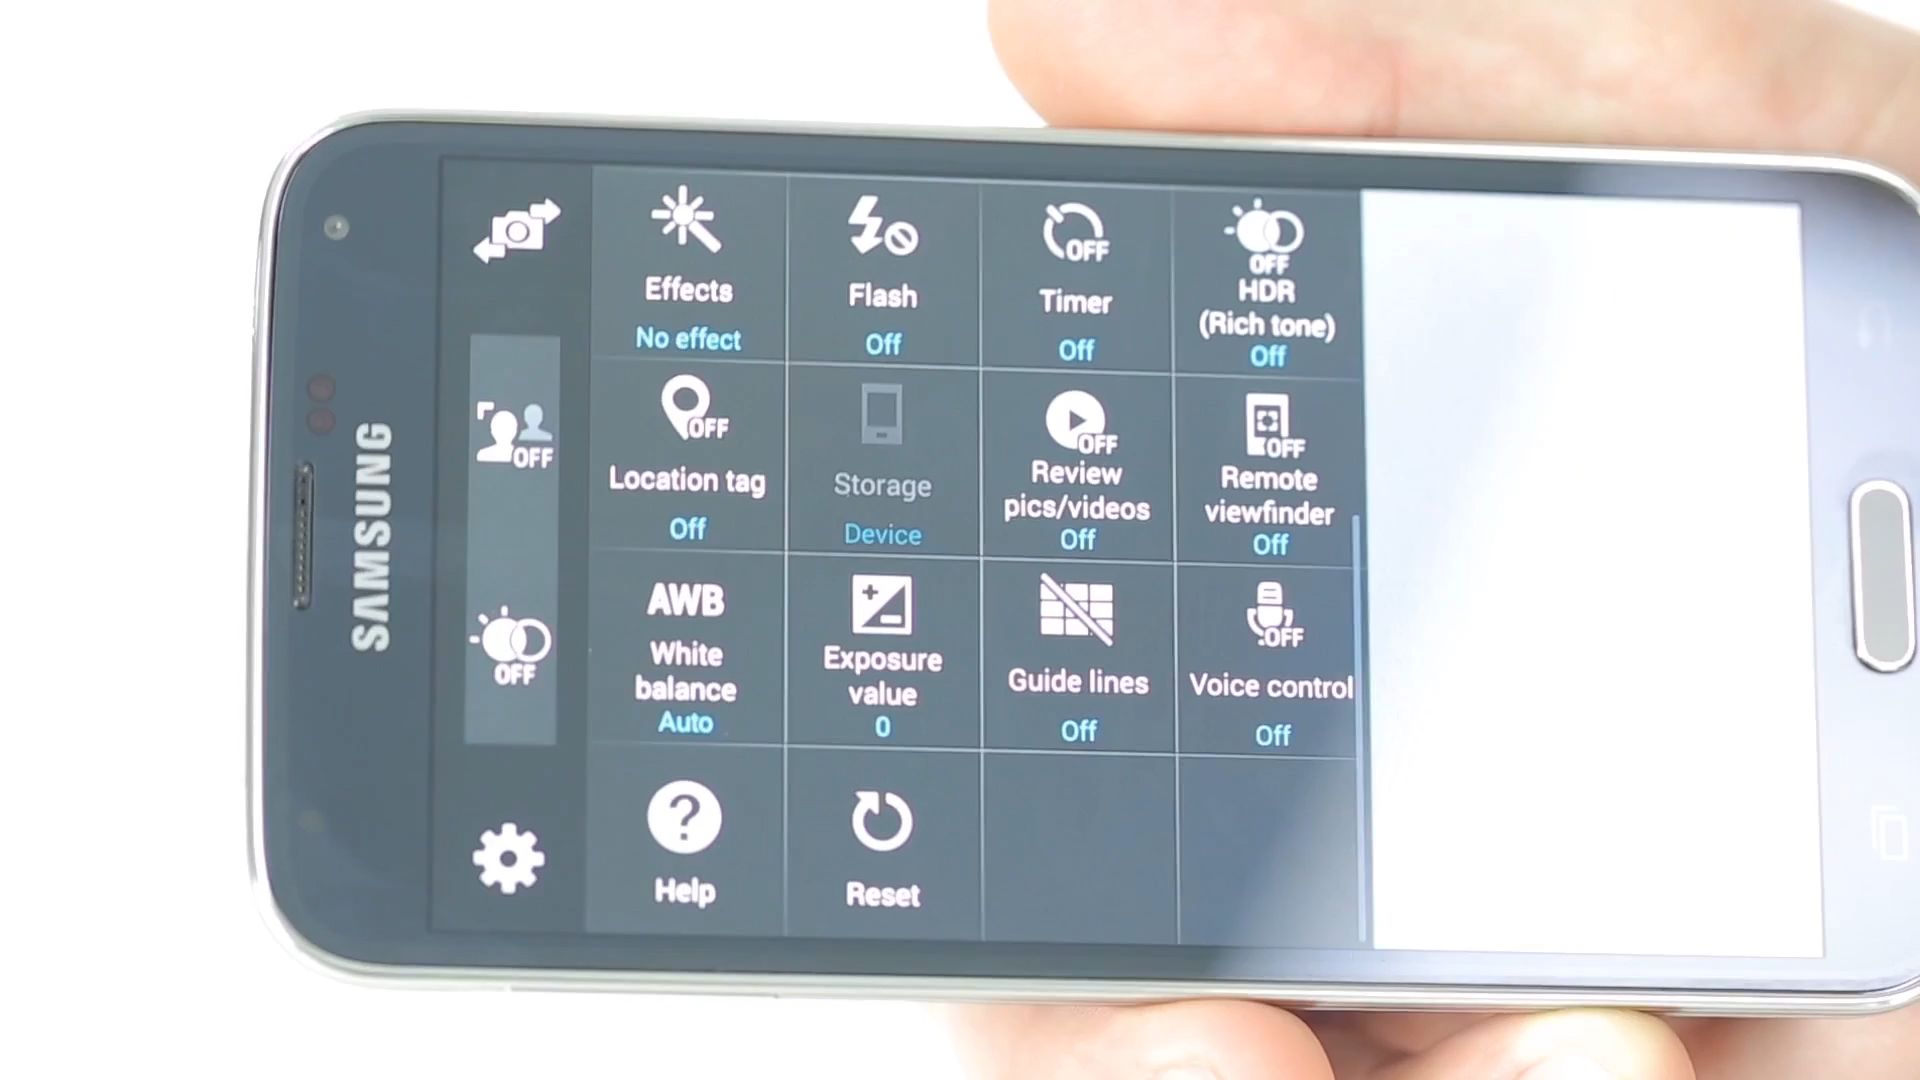 SAMSUNG
Effects
No effect
Flash
Off
OFF
Timer
Off
OFF
HDR
(Rich tone)
Off
OFF
OFF
Location tag
Off
Storage
Device
OFF
Review
pics/videos
Off
OFF
Remote
viewfinder
Off
OFF
AWB
White
balance
Auto
Exposure
value
0
Guide lines
Off
OFF
Voice control
Off
Help
Reset